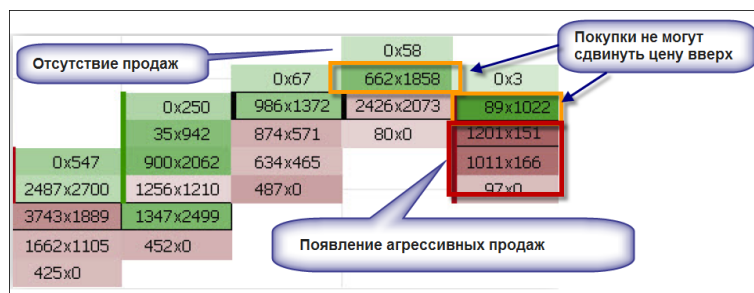 Покупки не могут
сдвинуть цену вверх
Отсутствие продаж
0x58
0x67 662x1858 0x3
0x250 986x1372 2426x2073 89x1022
35x942 874x571 80x0 1201x151
0x547 900x2062 634x465 1011x166
2487x2700 1256x1210 487x0 97x0
3743x1889 1347x2499
1662x1105 452x0
425x0
Появление агрессивных продаж